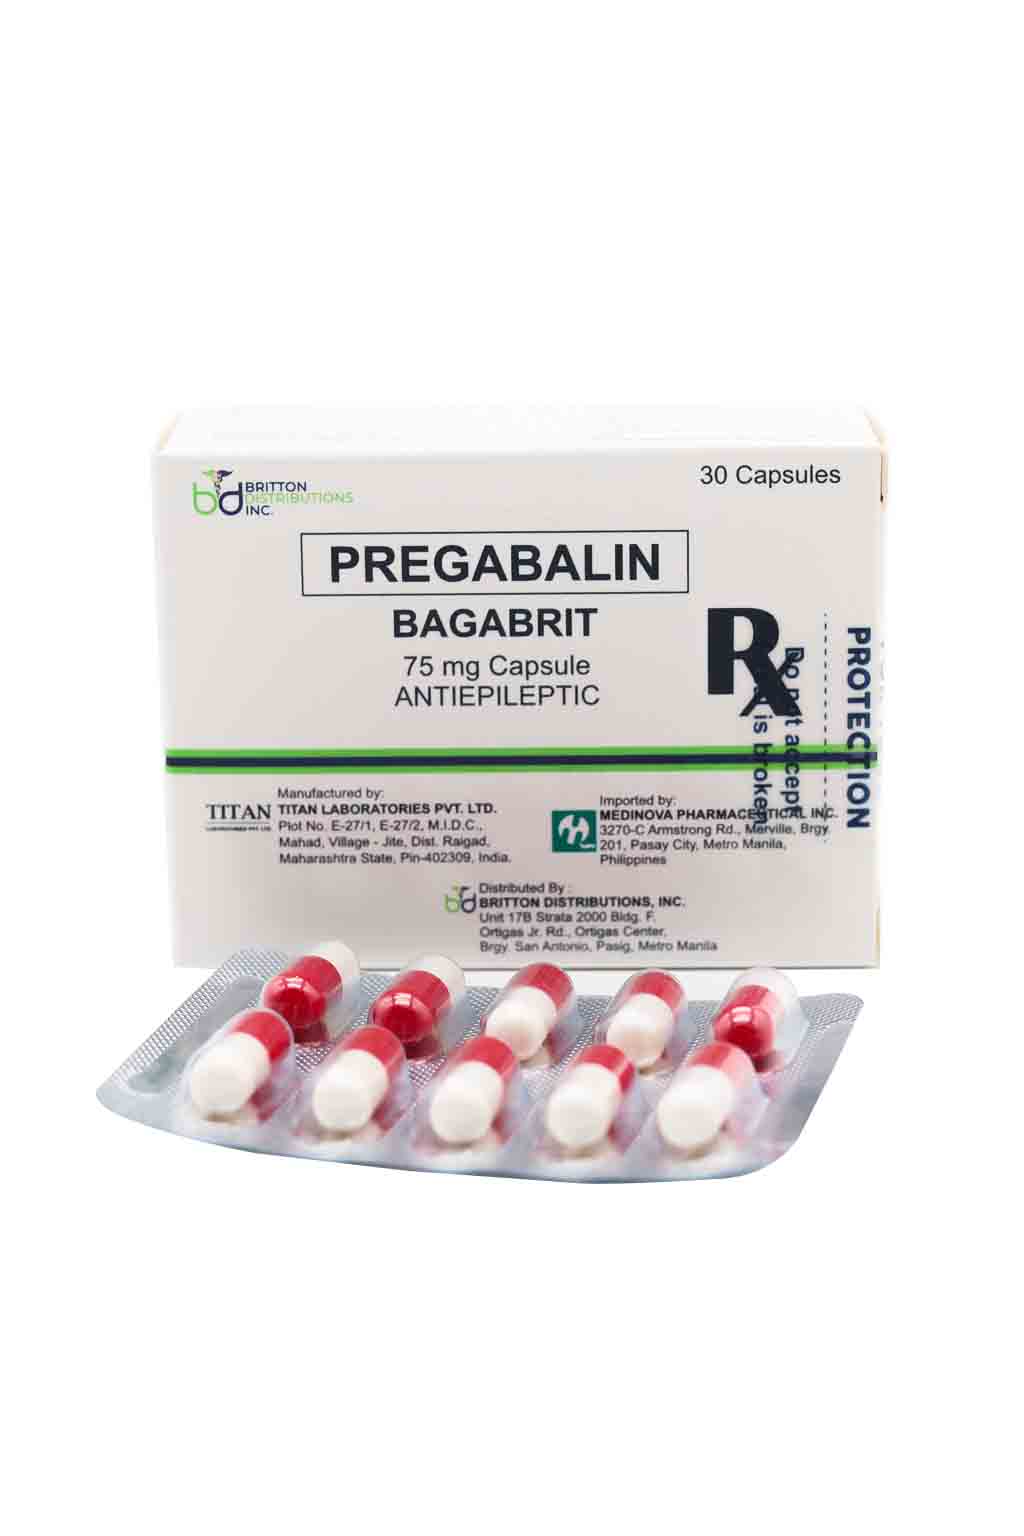 BRITTON
DISTRIBUTIONS
INC.
30 Capsules
PREGABALIN
BAGABRIT
75 mg Capsule
ANTIEPILEPTIC
Rx
PROTECTION
Do not accept
is broken
TITAN
LABORATORIES PVT. LTD.
Manufactured by:
TITAN LABORATORIES PVT. LTD.
Plot No. E-27/1, E-27/2, M.I.D.C.,
Mahad, Village - Jite, Dist. Raigad,
Maharashtra State, Pin-402309, India.
Imported by:
MEDINOVA PHARMACEUTICAL INC.
3270-C Armstrong Rd., Merville, Brgy.
201, Pasay City, Metro Manila,
Philippines
bd
Distributed By :
BRITTON DISTRIBUTIONS, INC.
Unit 17B Strata 2000 Bldg. F.
Ortigas Jr. Rd., Ortigas Center,
Brgy. San Antonio, Pasig, Metro Manila